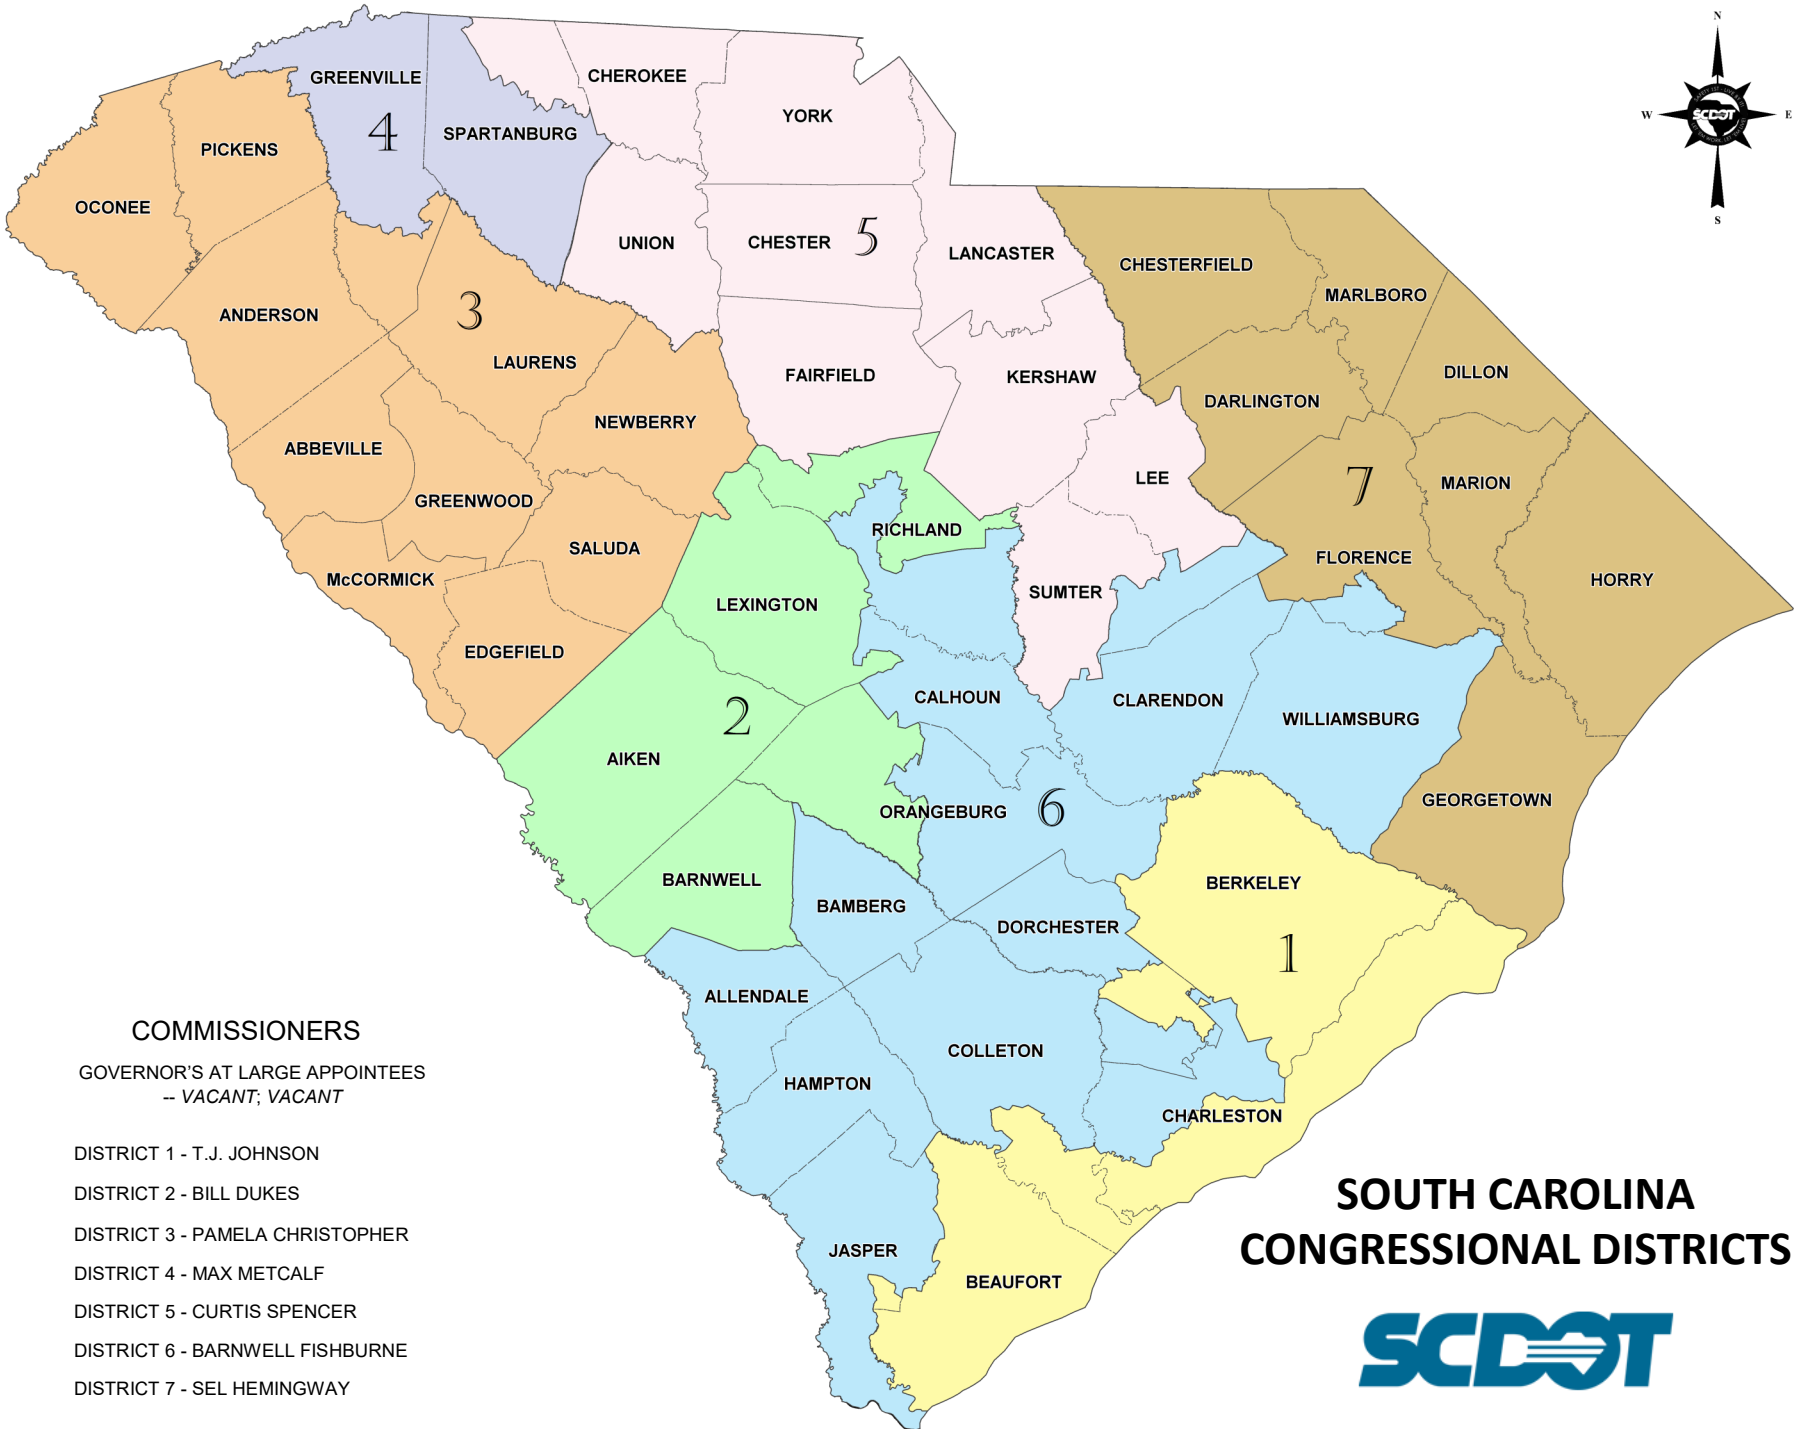 N
W
SCDOT
E
S
GREENVILLE
CHEROKEE
4
SPARTANBURG
YORK
PICKENS
OCONEE
UNION
CHESTER
5
LANCASTER
CHESTERFIELD
MARLBORO
3
ANDERSON
LAURENS
FAIRFIELD
KERSHAW
DILLON
DARLINGTON
NEWBERRY
ABBEVILLE
LEE
7
MARION
GREENWOOD
RICHLAND
SALUDA
FLORENCE
McCORMICK
HORRY
SUMTER
LEXINGTON
EDGEFIELD
CALHOUN
CLARENDON
2
WILLIAMSBURG
AIKEN
ORANGEBURG
6
GEORGETOWN
BARNWELL
BERKELEY
BAMBERG
DORCHESTER
1
ALLENDALE
COLLETON
HAMPTON
CHARLESTON
JASPER
BEAUFORT
COMMISSIONERS
GOVERNOR'S AT LARGE APPOINTEES
-- VACANT; VACANT
DISTRICT 1 - T.J. JOHNSON
DISTRICT 2 - BILL DUKES
DISTRICT 3 - PAMELA CHRISTOPHER
DISTRICT 4 - MAX METCALF
DISTRICT 5 - CURTIS SPENCER
DISTRICT 6 - BARNWELL FISHBURNE
DISTRICT 7 - SEL HEMINGWAY
SOUTH CAROLINA
CONGRESSIONAL DISTRICTS
SCDOT